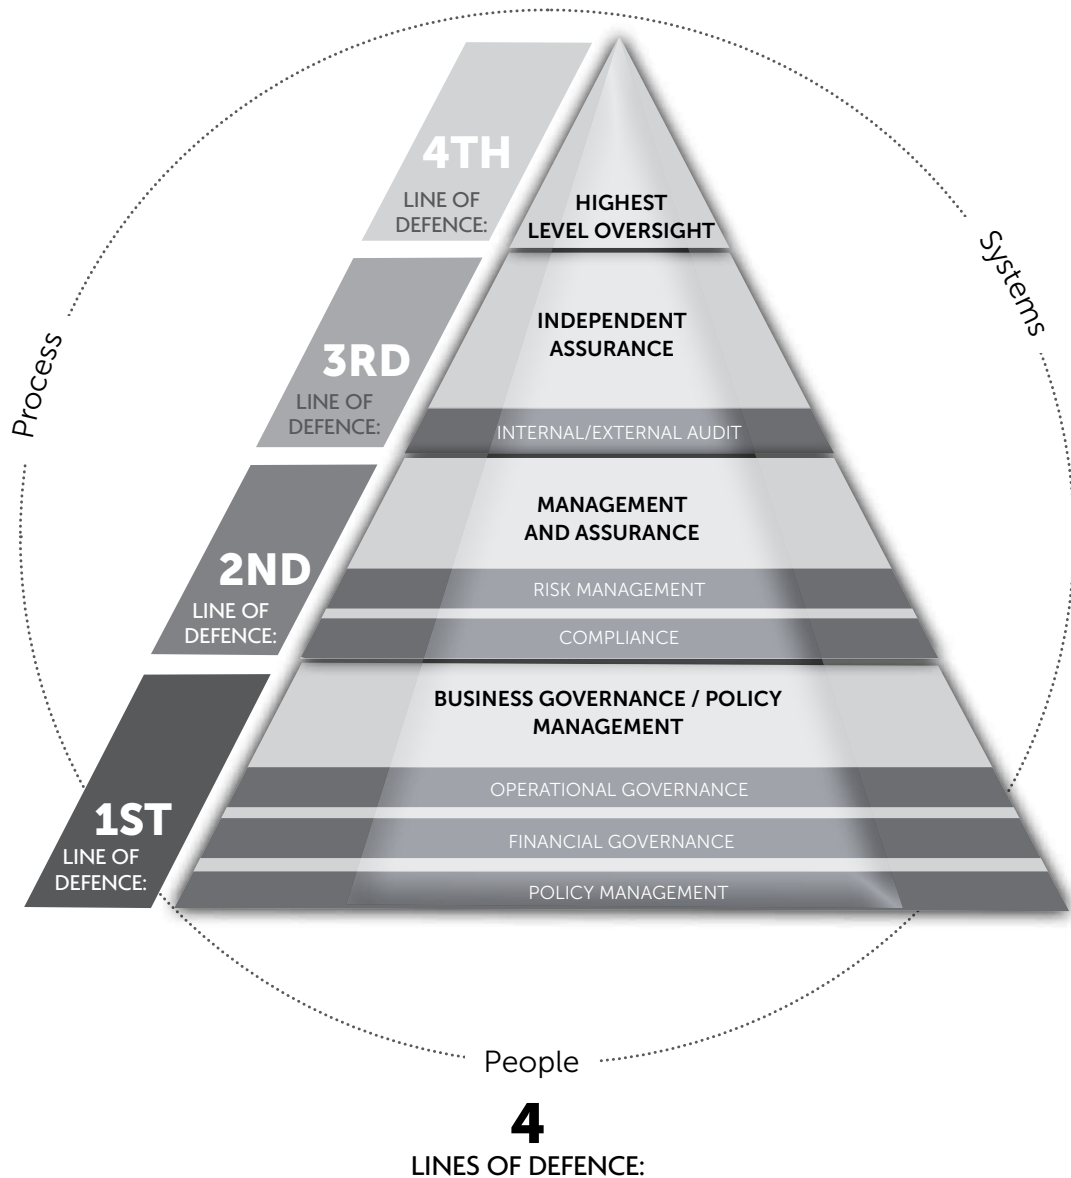 4TH
LINE OF
DEFENCE:
HIGHEST
LEVEL OVERSIGHT
Systems
Process
3RD
LINE OF
DEFENCE:
INDEPENDENT
ASSURANCE
INTERNAL/EXTERNAL AUDIT
2ND
LINE OF
DEFENCE:
MANAGEMENT
AND ASSURANCE
RISK MANAGEMENT
COMPLIANCE
1ST
LINE OF
DEFENCE:
BUSINESS GOVERNANCE / POLICY
MANAGEMENT
OPERATIONAL GOVERNANCE
FINANCIAL GOVERNANCE
POLICY MANAGEMENT
People
4
LINES OF DEFENCE: